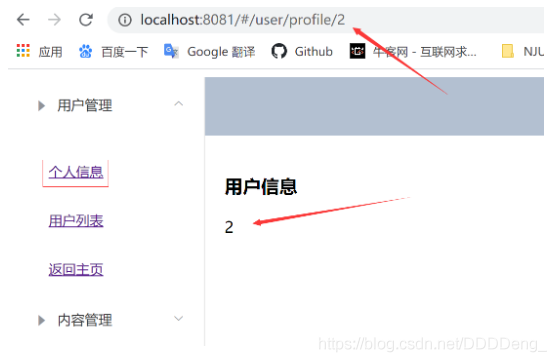 localhost:8081/#/user/profile/2
应用 百度一下 Google 翻译 Github 牛客网 - 互联网求... NJU
用户管理
个人信息
用户列表
返回主页
内容管理
用户信息
2
https://blog.csdn.net/DDDDeng_